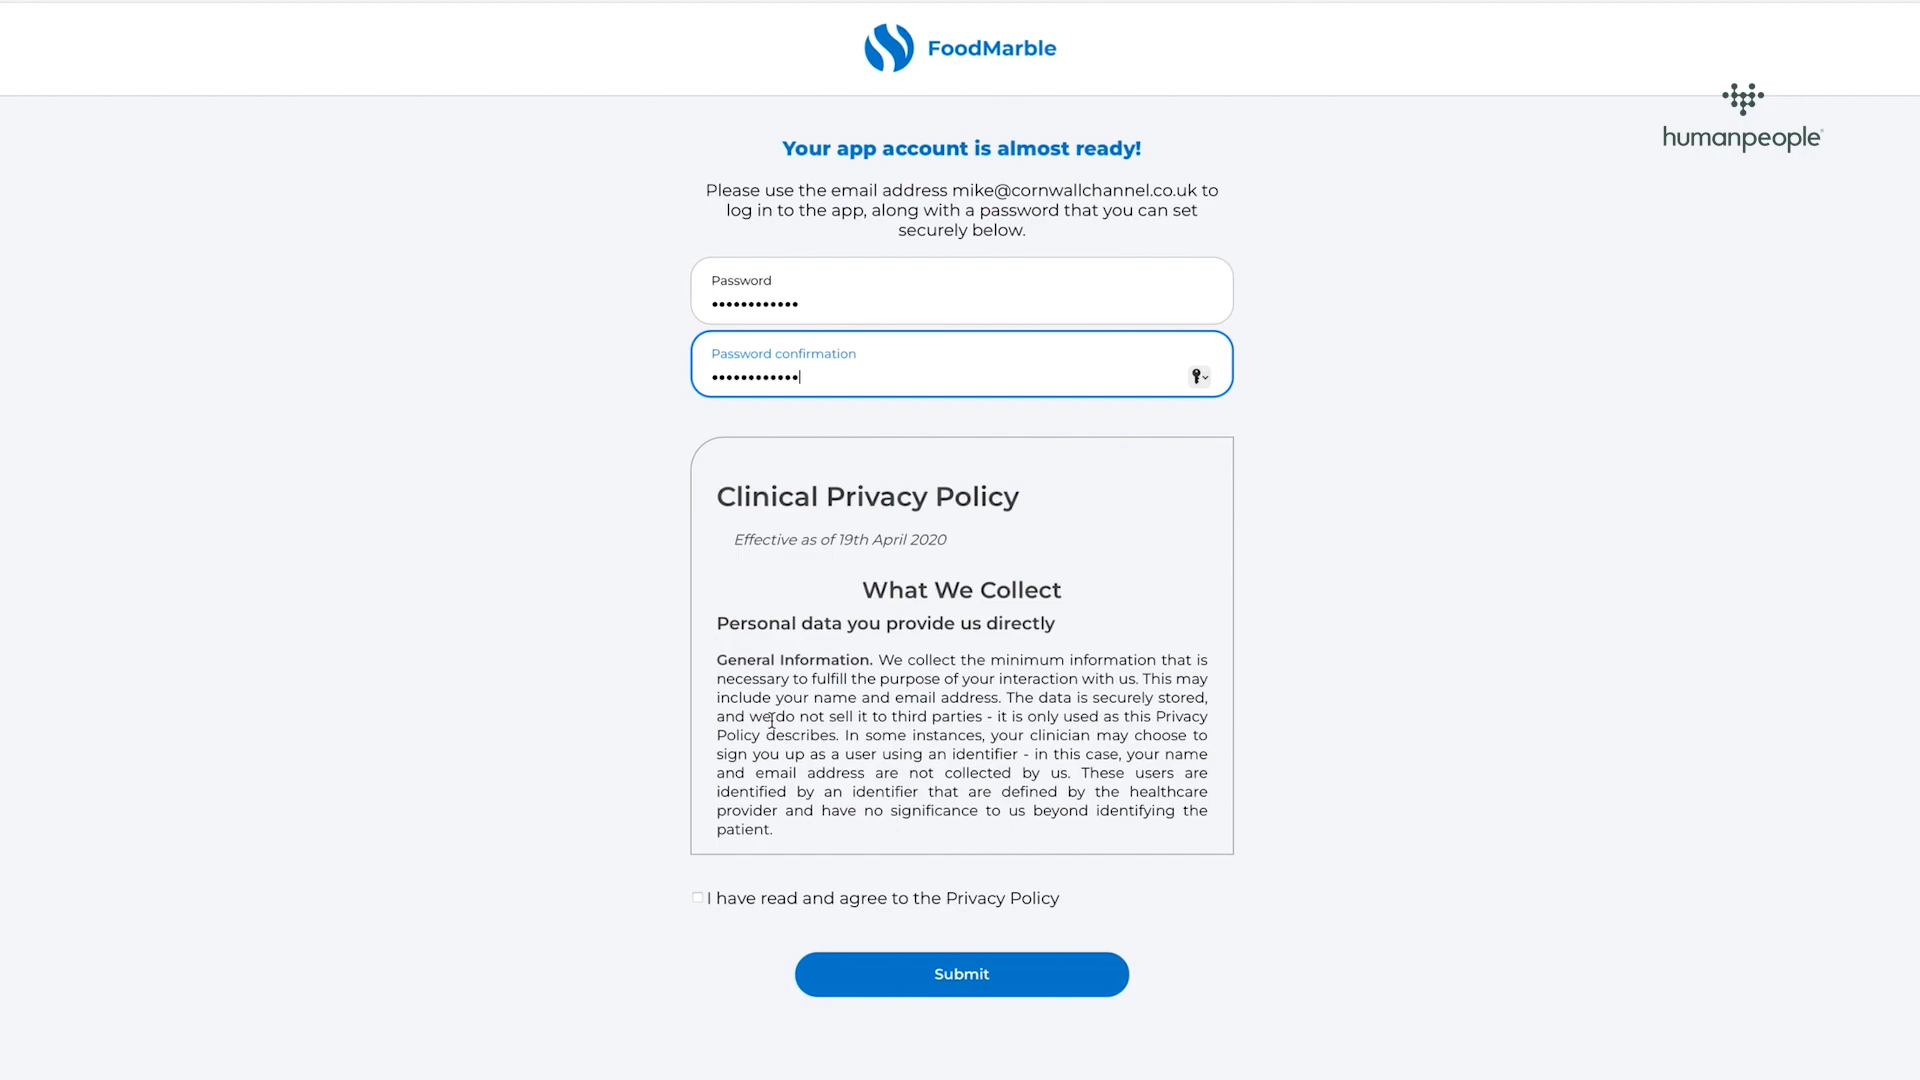 FoodMarble
humanpeople
Your app account is almost ready!
Please use the email address mike@cornwallchannel.co.uk to
log in to the app, along with a password that you can set
securely below.
Password
••••••••••••
Password confirmation
••••••••••••
Clinical Privacy Policy
Effective as of 19th April 2020
What We Collect
Personal data you provide us directly
General Information. We collect the minimum information that is
necessary to fulfill the purpose of your interaction with us. This may
include your name and email address. The data is securely stored,
and we do not sell it to third parties - it is only used as this Privacy
Policy describes. In some instances, your clinician may choose to
sign you up as a user using an identifier - in this case, your name
and email address are not collected by us. These users are
identified by an identifier that are defined by the healthcare
provider and have no significance to us beyond identifying the
patient.
I have read and agree to the Privacy Policy
Submit